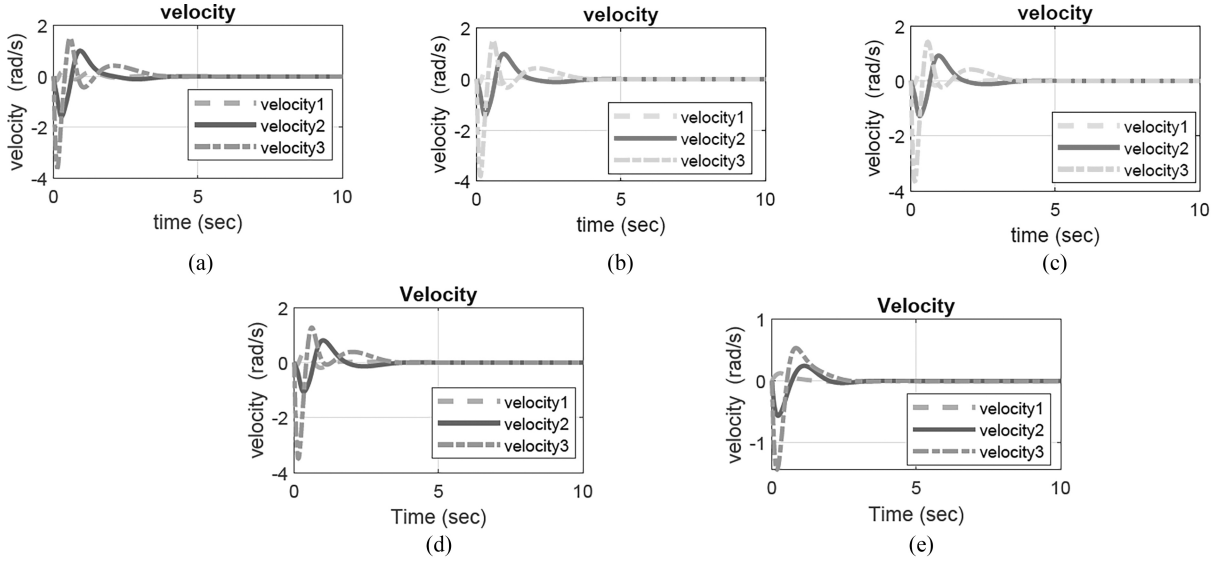 velocity
velocity (rad/s)
2
0
-2
-4
velocity1
velocity2
velocity3
0
5
10
time (sec)
(a)
velocity
velocity (rad/s)
2
0
-2
-4
velocity1
velocity2
velocity3
0
5
10
time (sec)
(b)
velocity
velocity (rad/s)
2
0
-2
-4
velocity1
velocity2
velocity3
0
5
10
time (sec)
(c)
Velocity
velocity (rad/s)
2
0
-2
-4
velocity1
velocity2
velocity3
0
5
10
Time (sec)
(d)
Velocity
velocity (rad/s)
1
0
-1
velocity1
velocity2
velocity3
0
5
10
Time (sec)
(e)